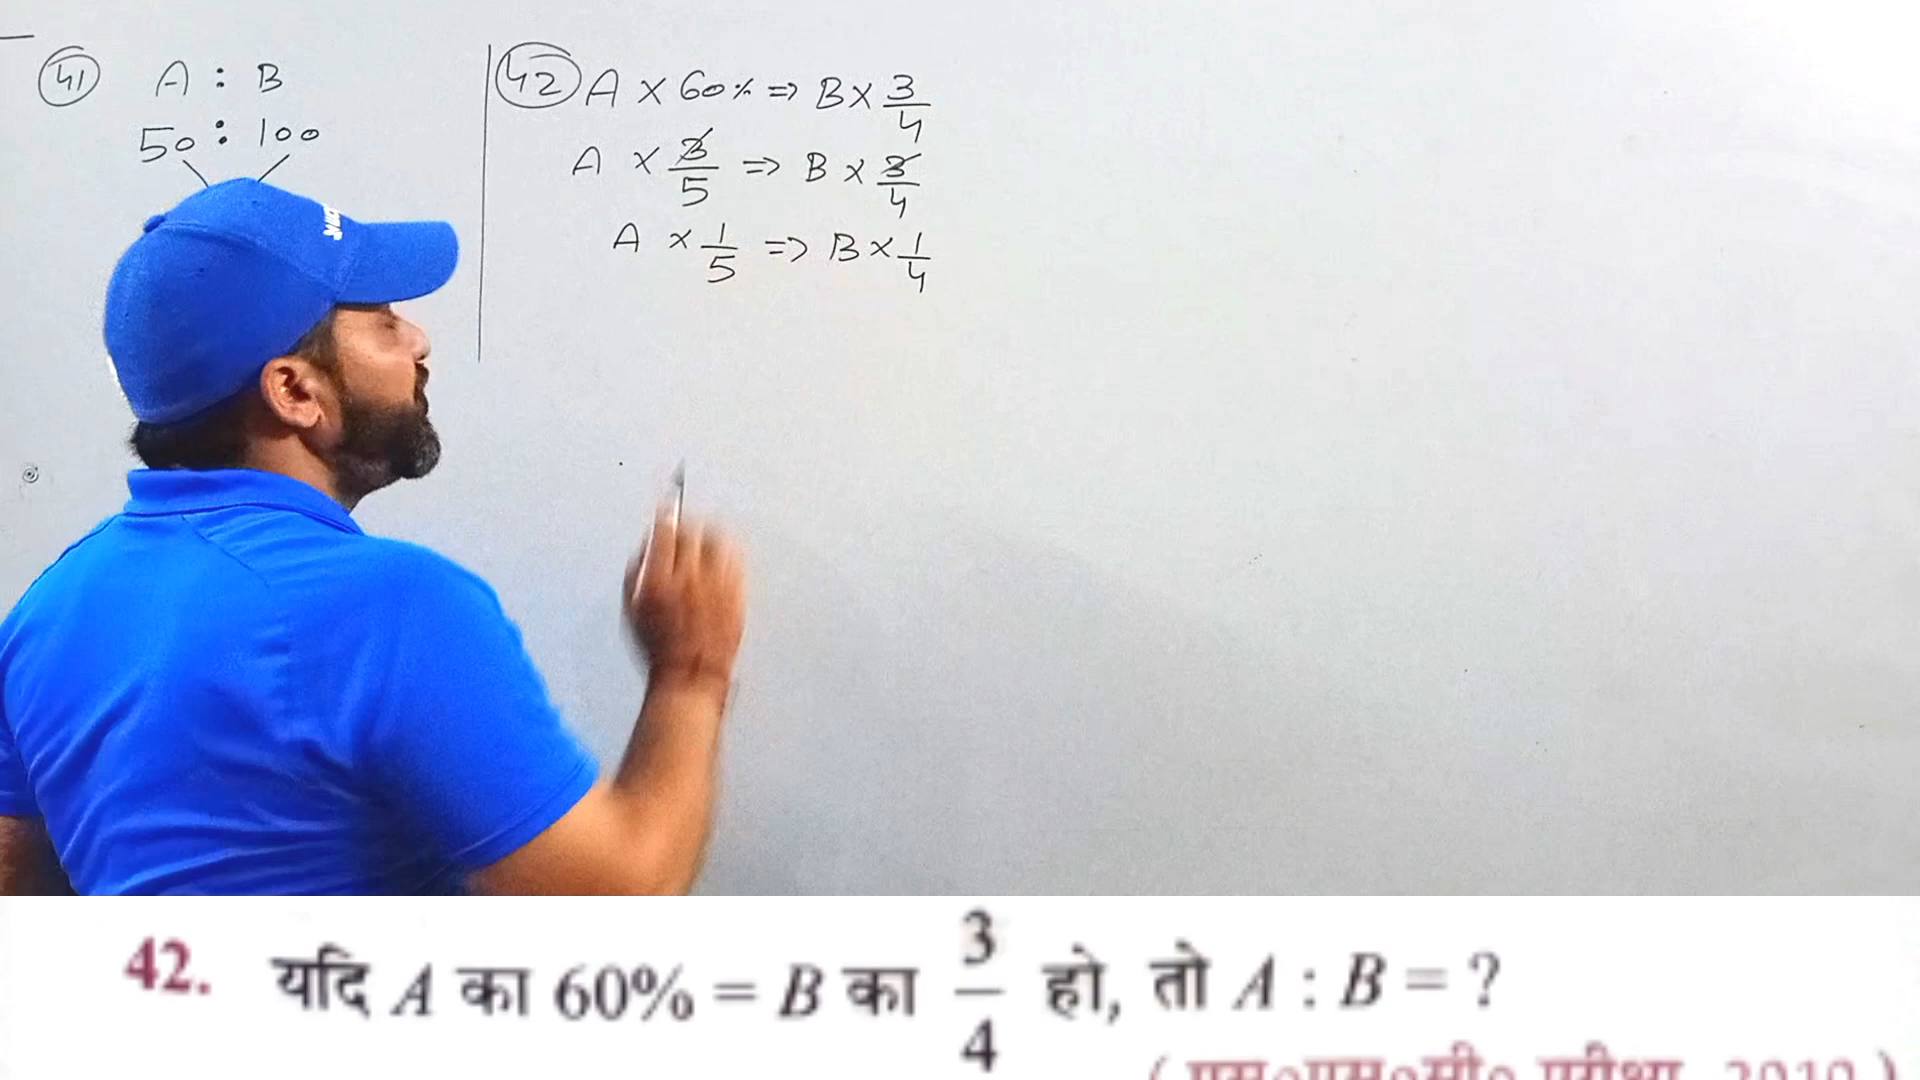 41 A : B
50 : 100
42 A × 60% => B × 3/4
A × 3/5 => B × 3/4
A × 1/5 => B × 1/4
42. यदि A का 60% = B का 3/4 हो, तो A : B = ?